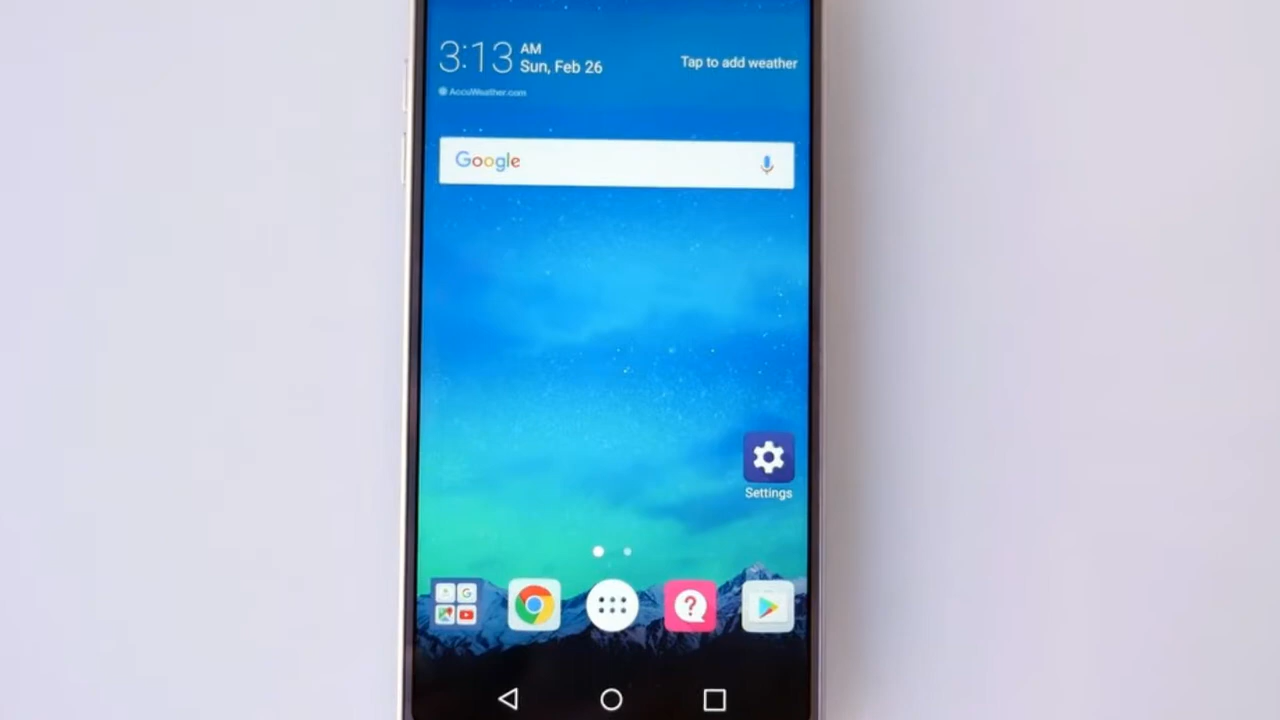 3:13 AM
Sun, Feb 26
Tap to add weather
AccuWeather.com
Google
Settings
?